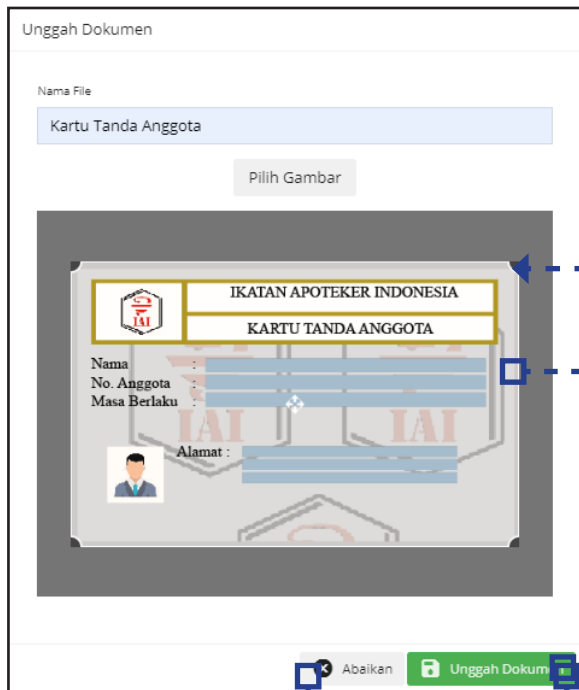 Unggah Dokumen
Nama File
Kartu Tanda Anggota
Pilih Gambar
IAI
IKATAN APOTEKER INDONESIA
KARTU TANDA ANGGOTA
Nama :
No. Anggota :
Masa Berlaku :
IAI IAI
Alamat :
Abaikan
Unggah Dokumen